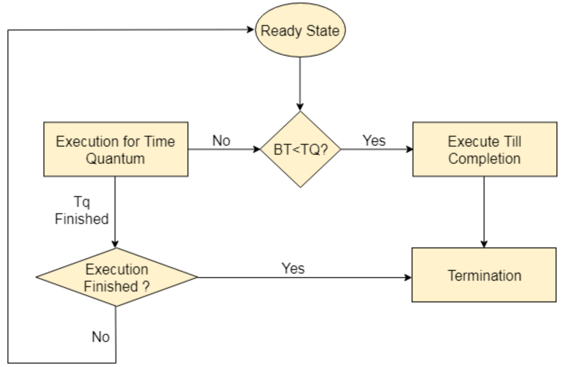 Ready State
Execution for Time
Quantum
No
BT<TQ?
Yes
Execute Till
Completion
Tq
Finished
Execution
Finished ?
Yes
Termination
No